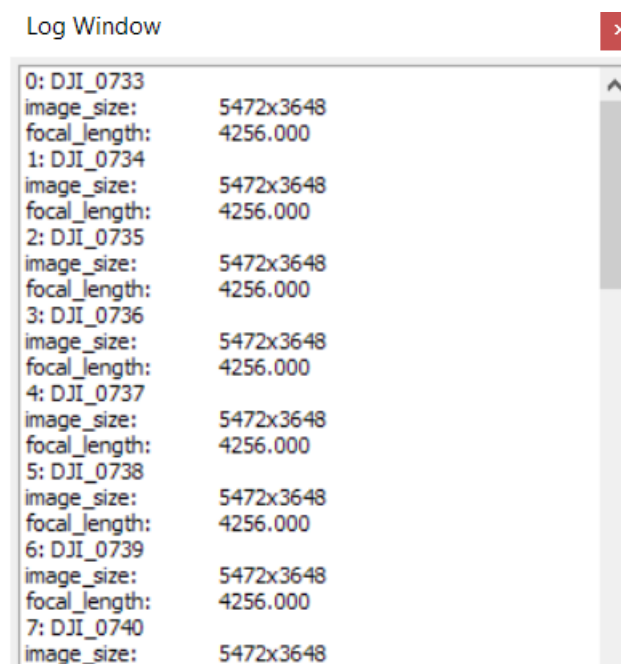 Log Window
0: DJI_0733
image_size: 5472x3648
focal_length: 4256.000
1: DJI_0734
image_size: 5472x3648
focal_length: 4256.000
2: DJI_0735
image_size: 5472x3648
focal_length: 4256.000
3: DJI_0736
image_size: 5472x3648
focal_length: 4256.000
4: DJI_0737
image_size: 5472x3648
focal_length: 4256.000
5: DJI_0738
image_size: 5472x3648
focal_length: 4256.000
6: DJI_0739
image_size: 5472x3648
focal_length: 4256.000
7: DJI_0740
image_size: 5472x3648